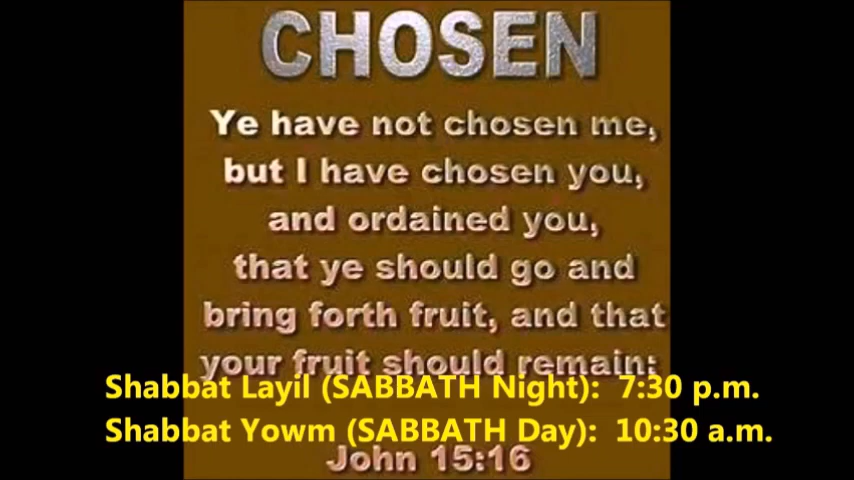 CHOSEN
Ye have not chosen me,
but I have chosen you,
and ordained you,
that ye should go and
bring forth fruit, and that
your fruit should remain:
Shabbat Layil (SABBATH Night): 7:30 p.m.
Shabbat Yowm (SABBATH Day): 10:30 a.m.
John 15:16